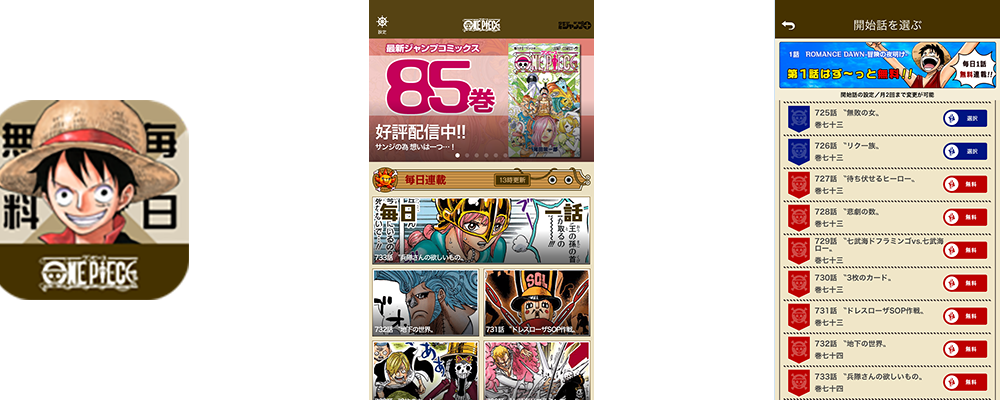 無料
毎日
ONE PIECE
設定
ONE PIECE
ジャンプ+
最新ジャンプコミックス
85巻
好評配信中!!
サンジの為 想いは一つ…!
ONE PIECE
尾田栄一郎
毎日連載
13時更新
毎日
一話
733話 〝兵隊さんの欲しいもの〟
732話 〝地下の世界〟
731話 〝ドレスローザSOP作戦〟
開始話を選ぶ
1話 ROMANCE DAWN-冒険の夜明け-
第1話はず〜っと無料!!
毎日1話
無料連載!!
開始話の設定/月2回まで変更が可能
725話 〝無敗の女〟
巻七十三
選択
726話 〝リク一族〟
巻七十三
選択
727話 〝待ち伏せるヒーロー〟
巻七十三
無料
728話 〝悲劇の数〟
巻七十三
無料
729話 〝七武海ドフラミンゴvs.七武海
ロー〟
巻七十三
無料
730話 〝3枚のカード〟
巻七十三
無料
731話 〝ドレスローザSOP作戦〟
巻七十三
無料
732話 〝地下の世界〟
巻七十四
無料
733話 〝兵隊さんの欲しいもの〟
巻七十四
無料